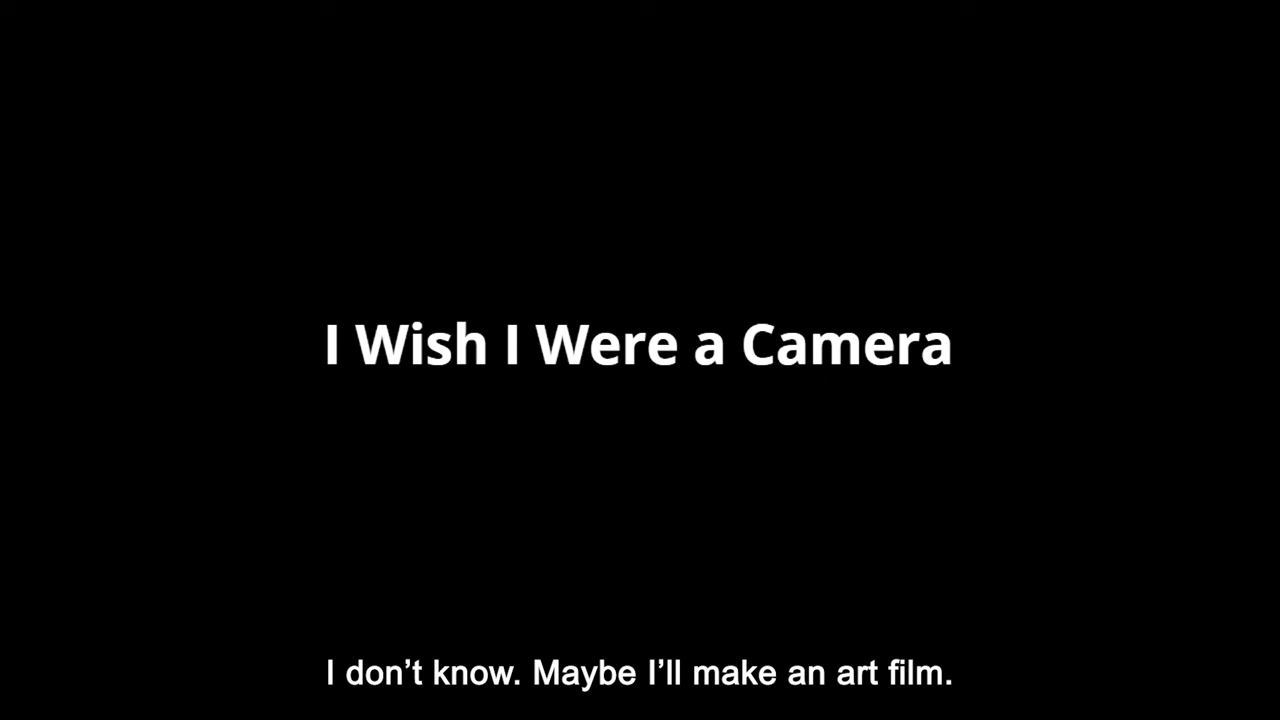 I Wish I Were a Camera
I don’t know. Maybe I’ll make an art film.